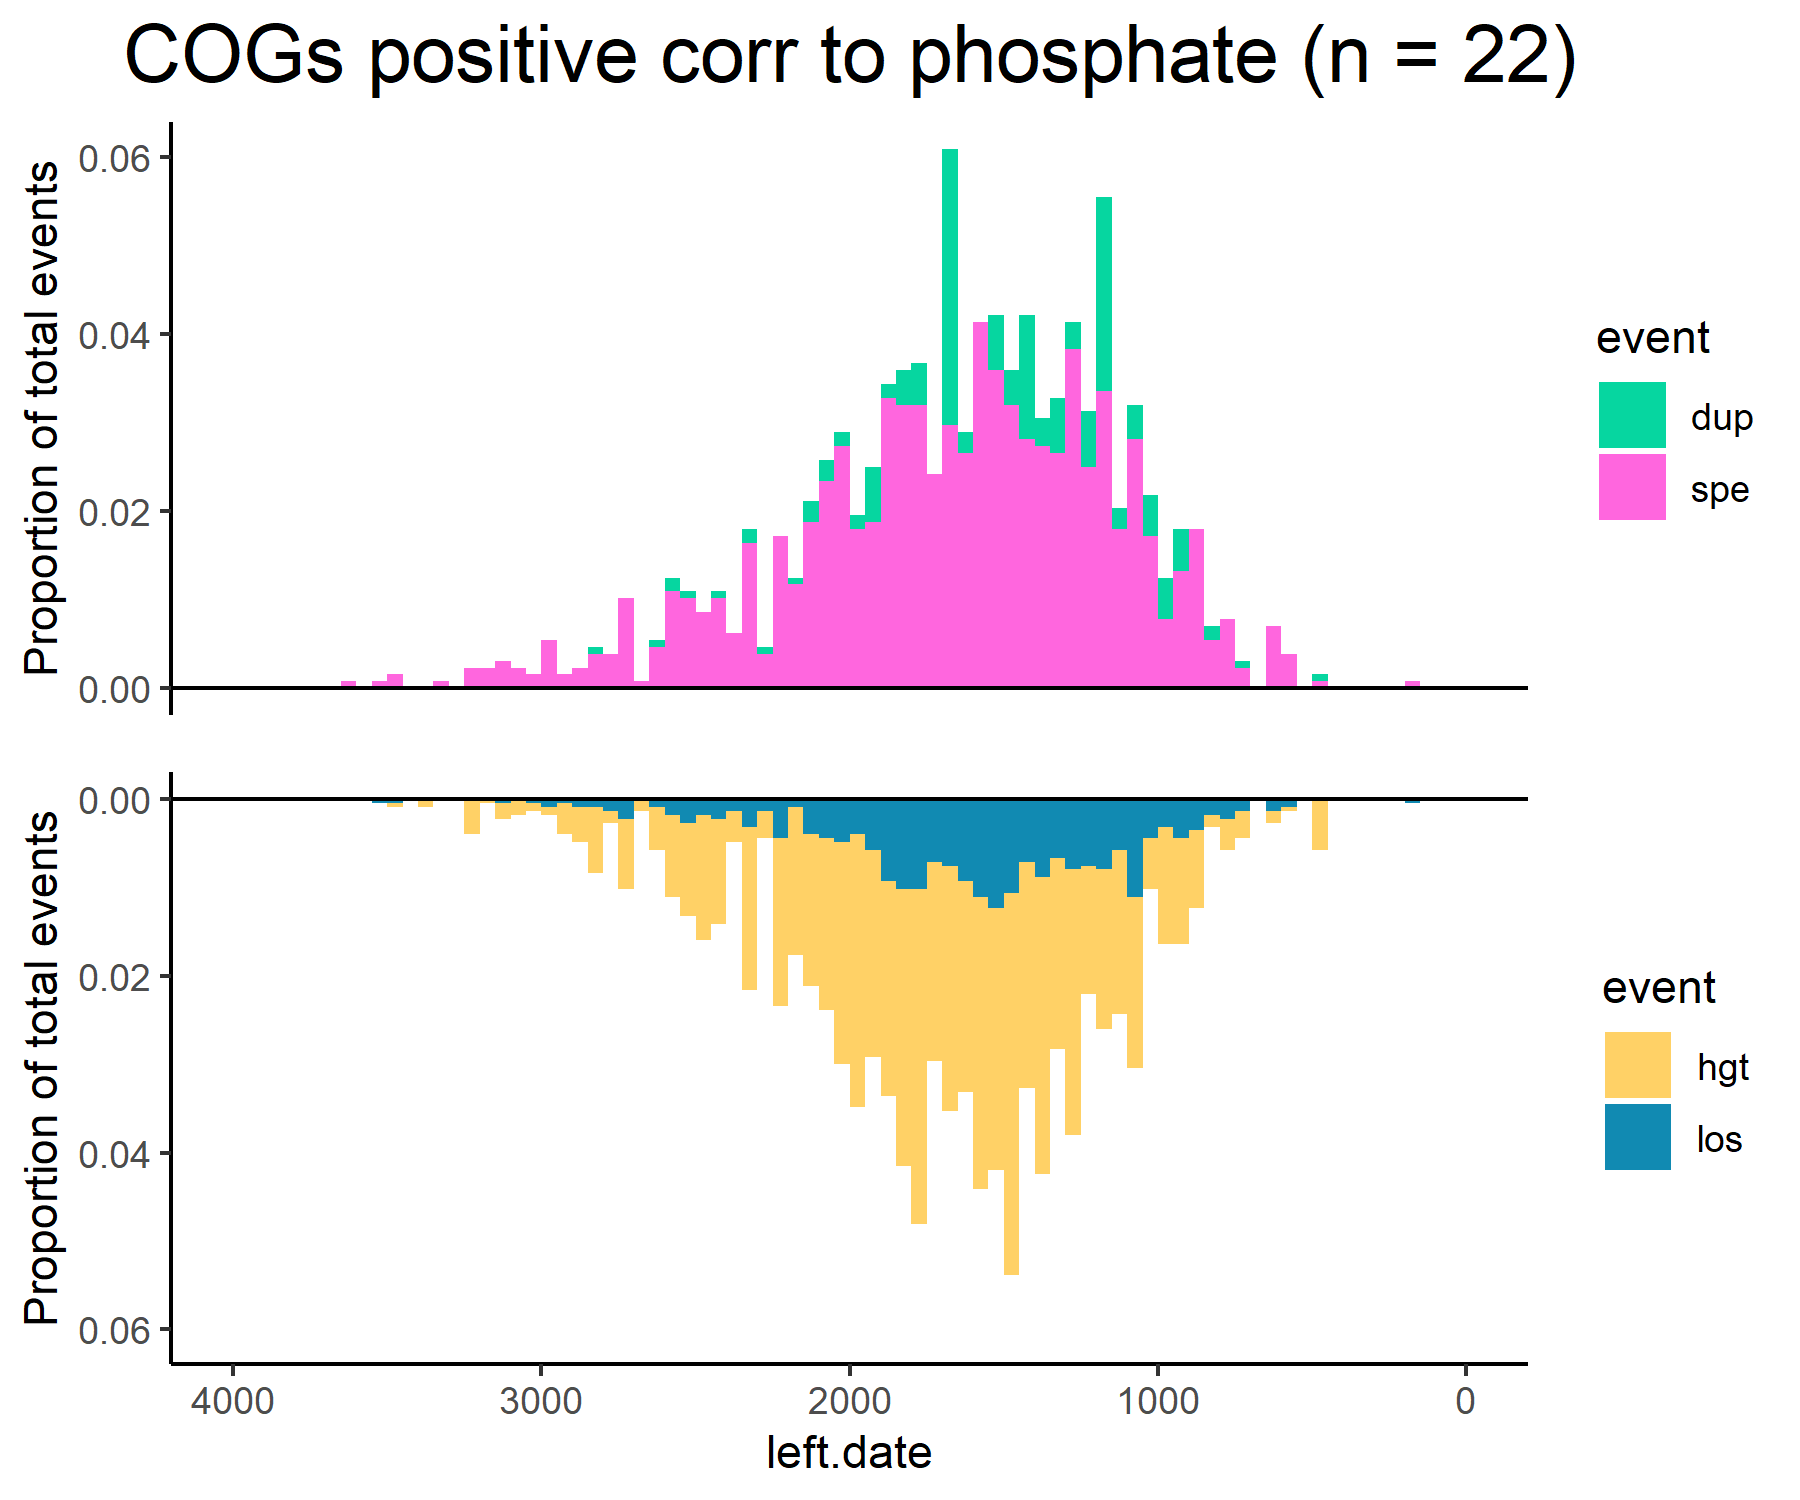 COGs positive corr to phosphate (n = 22)
Proportion of total events
0.06
0.04
0.02
0.00
event
dup
spe
Proportion of total events
0.00
0.02
0.04
0.06
event
hgt
los
4000 3000 2000 1000 0
left.date